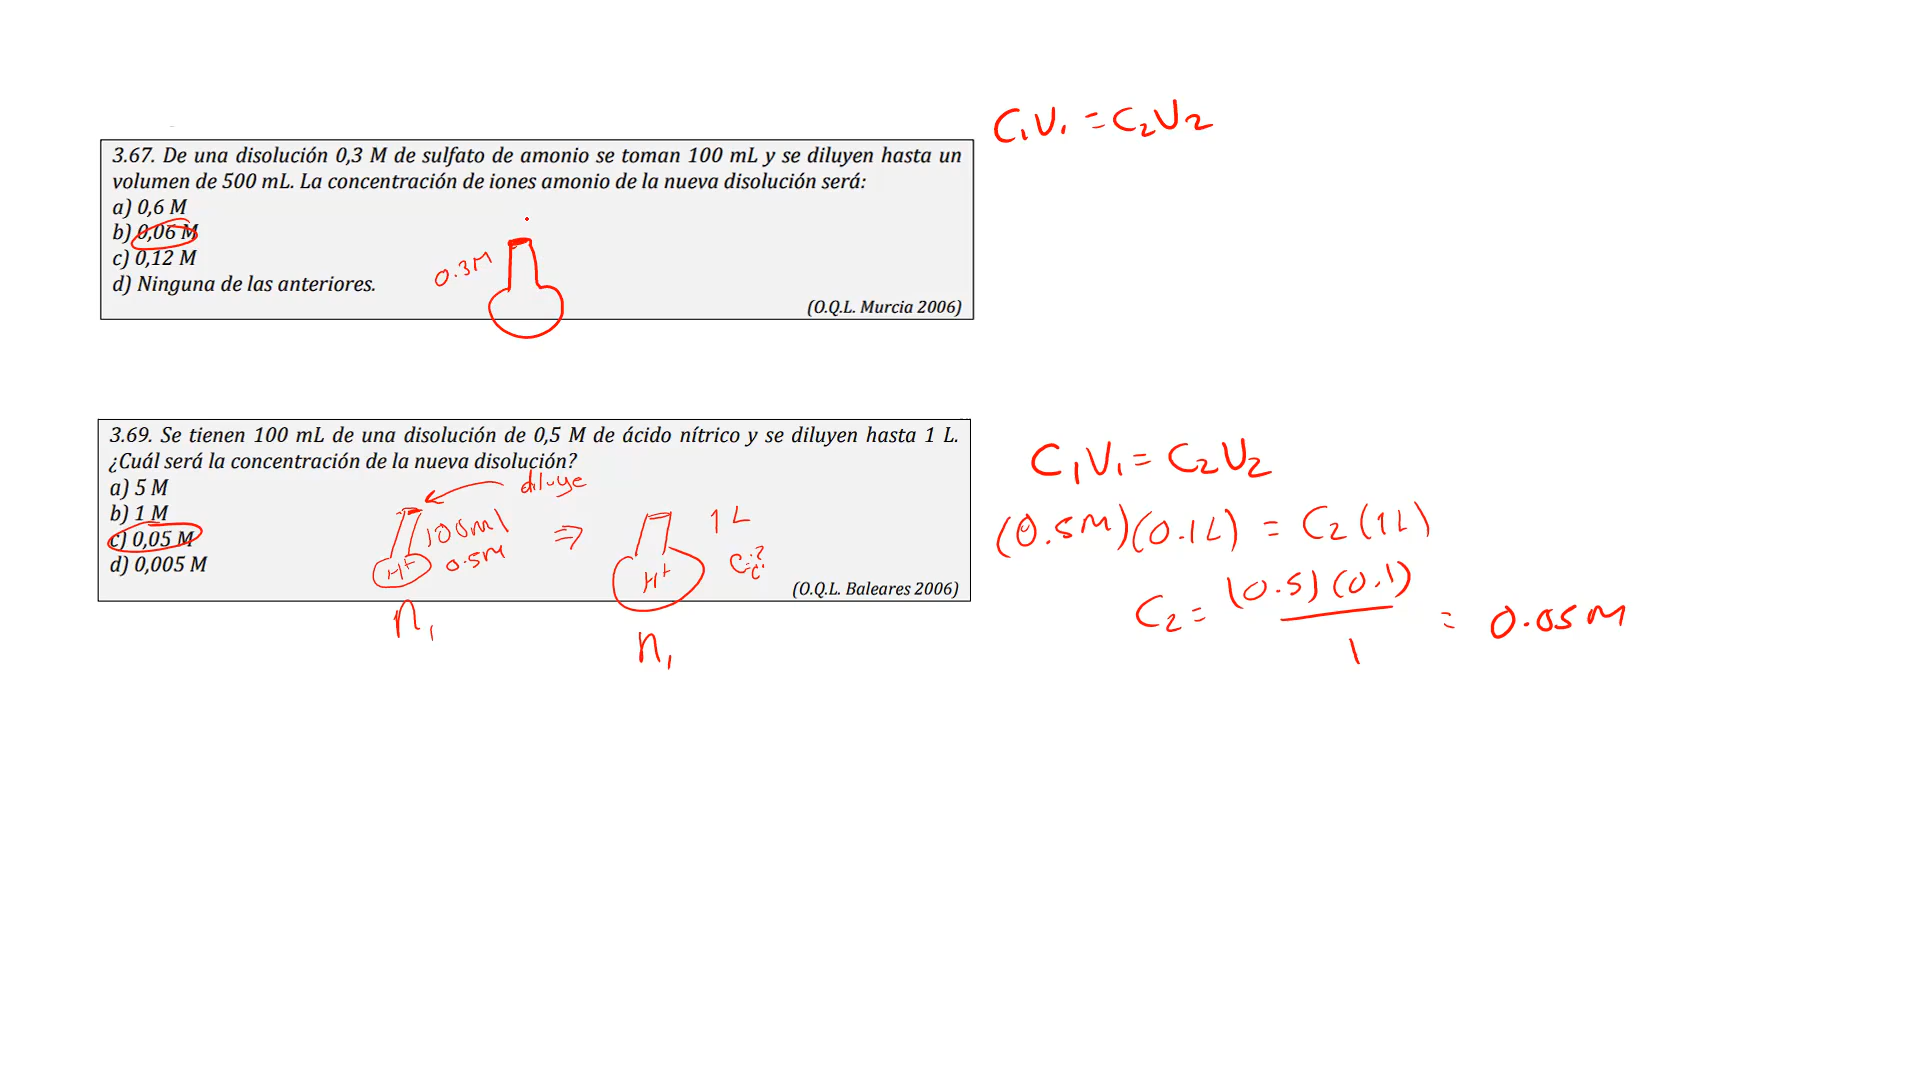 C₁V₁ = C₂V₂
3.67. De una disolución 0,3 M de sulfato de amonio se toman 100 mL y se diluyen hasta un
volumen de 500 mL. La concentración de iones amonio de la nueva disolución será:
a) 0,6 M
b) 0,06 M
c) 0,12 M
d) Ninguna de las anteriores.
0.3M
(O.Q.L. Murcia 2006)
3.69. Se tienen 100 mL de una disolución de 0,5 M de ácido nítrico y se diluyen hasta 1 L.
¿Cuál será la concentración de la nueva disolución?
a) 5 M
b) 1 M
c) 0,05 M
d) 0,005 M
diluye
100ml
0.5M
H⁺
n₁
⇒
1 L
H⁺
n₁
(O.Q.L. Baleares 2006)
C₁V₁ = C₂V₂
(0.5M)(0.1L) = C₂(1L)
C₂ = (0.5)(0.1) / 1 = 0.05M